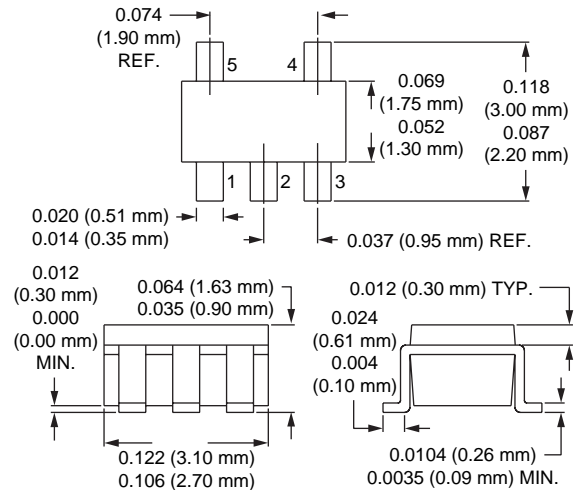 0.074
(1.90 mm)
REF.
5
4
0.069
(1.75 mm)
0.052
(1.30 mm)
0.118
(3.00 mm)
0.087
(2.20 mm)
1
2
3
0.020 (0.51 mm)
0.014 (0.35 mm)
0.037 (0.95 mm) REF.
0.012
(0.30 mm)
0.000
(0.00 mm)
MIN.
0.064 (1.63 mm)
0.035 (0.90 mm)
0.012 (0.30 mm) TYP.
0.024
(0.61 mm)
0.004
(0.10 mm)
0.122 (3.10 mm)
0.106 (2.70 mm)
0.0104 (0.26 mm)
0.0035 (0.09 mm) MIN.